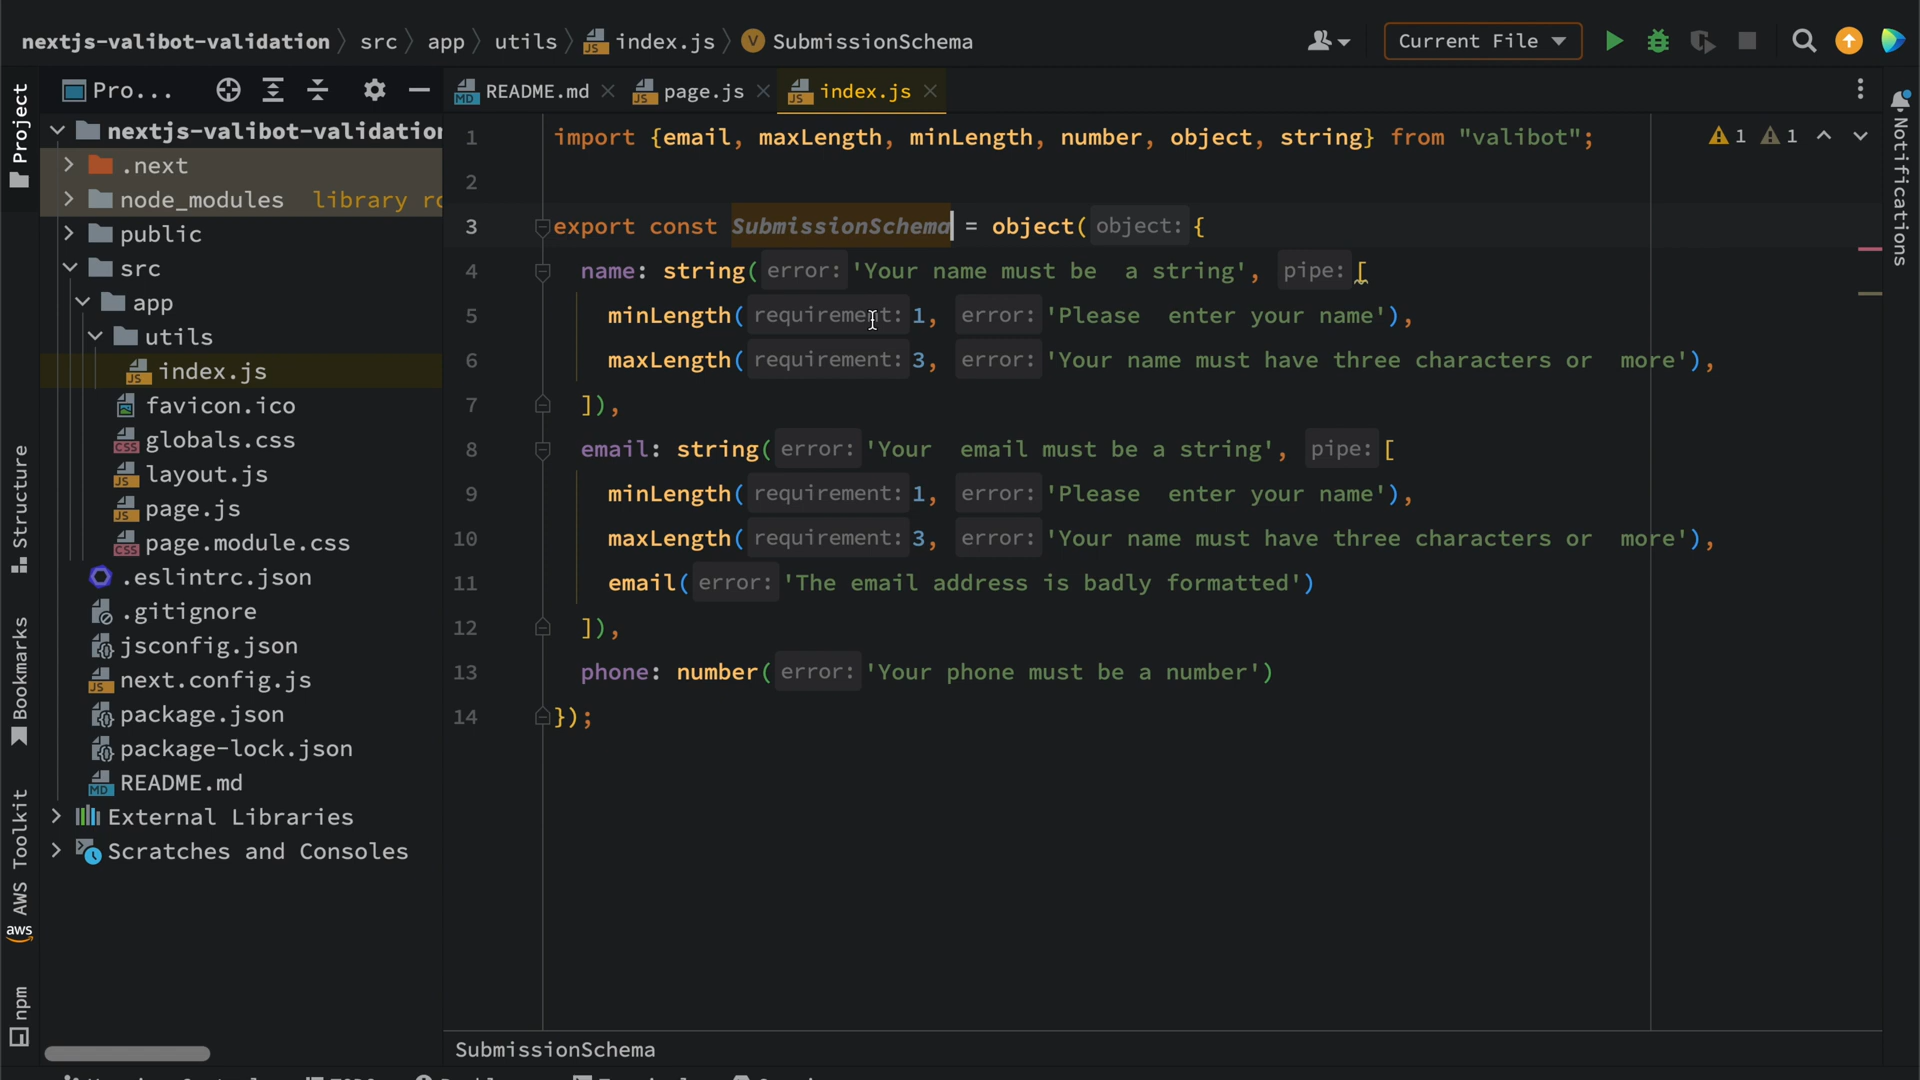 nextjs-valibot-validation src app utils index.js V SubmissionSchema Current File
Project
Pro...
README.md page.js index.js
nextjs-valibot-validation
.next
node_modules library ro
public
src
app
utils
index.js
favicon.ico
globals.css
layout.js
page.js
page.module.css
.eslintrc.json
.gitignore
jsconfig.json
next.config.js
package.json
package-lock.json
README.md
External Libraries
Scratches and Consoles
Structure
Bookmarks
AWS Toolkit
aws
npm
1 import {email, maxLength, minLength, number, object, string} from "valibot";
2
3 export const SubmissionSchema = object( object: {
4 name: string( error: 'Your name must be  a string', pipe: [
5 minLength( requirement: 1, error: 'Please  enter your name'),
6 maxLength( requirement: 3, error: 'Your name must have three characters or  more'),
7 ]),
8 email: string( error: 'Your  email must be a string', pipe: [
9 minLength( requirement: 1, error: 'Please  enter your name'),
10 maxLength( requirement: 3, error: 'Your name must have three characters or  more'),
11 email( error: 'The email address is badly formatted')
12 ]),
13 phone: number( error: 'Your phone must be a number')
14 });
1 1
Notifications
SubmissionSchema